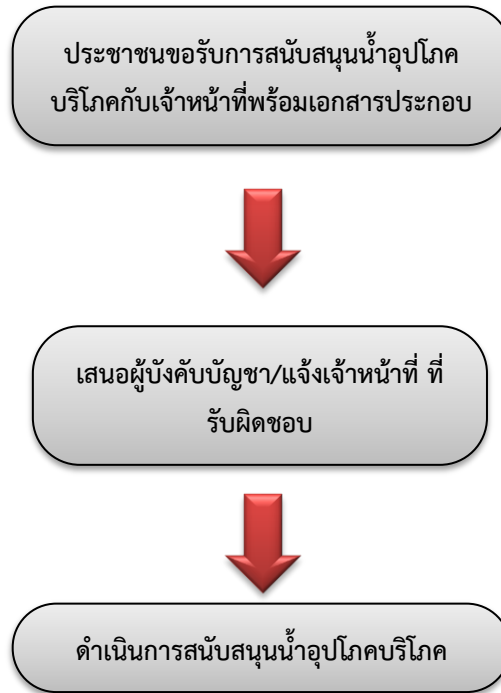 ประชาชนขอรับการสนับสนุนน้ำอุปโภค
บริโภคกับเจ้าหน้าที่พร้อมเอกสารประกอบ
เสนอผู้บังคับบัญชา/แจ้งเจ้าหน้าที่ ที่
รับผิดชอบ
ดำเนินการสนับสนุนน้ำอุปโภคบริโภค